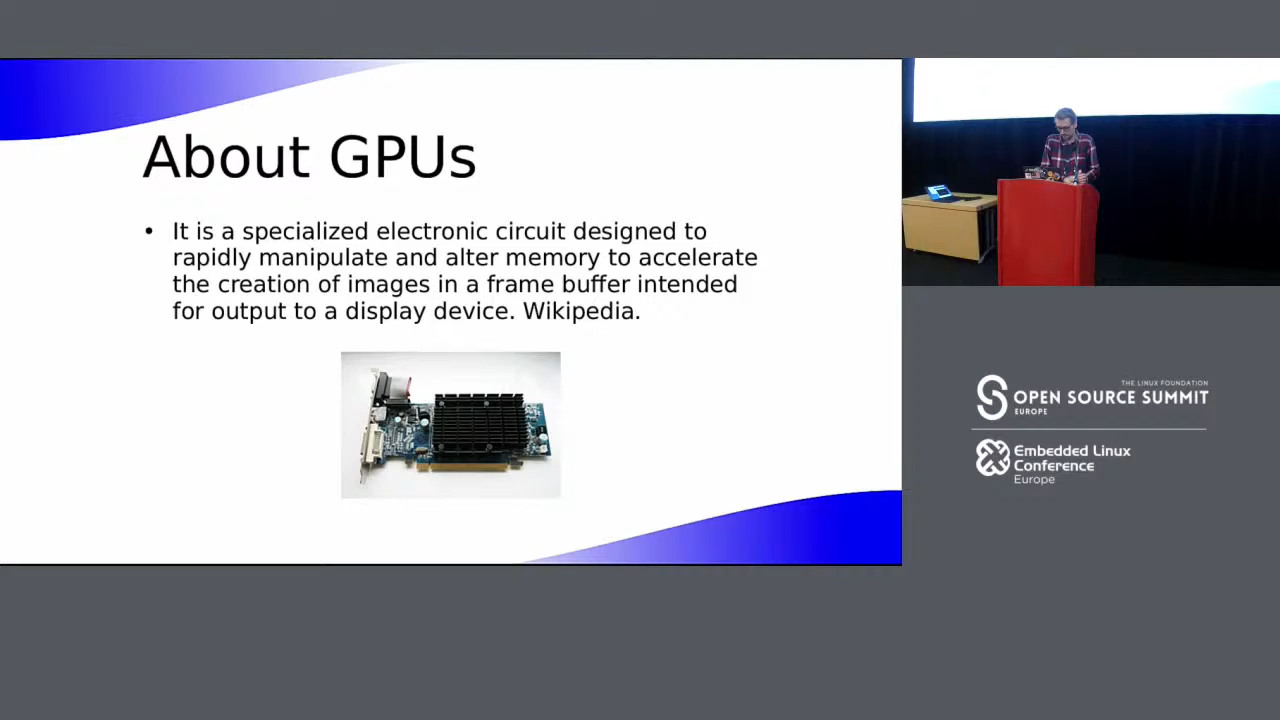 About GPUs
• It is a specialized electronic circuit designed to
rapidly manipulate and alter memory to accelerate
the creation of images in a frame buffer intended
for output to a display device. Wikipedia.
THE LINUX FOUNDATION
OPEN SOURCE SUMMIT
EUROPE
Embedded Linux
Conference
Europe